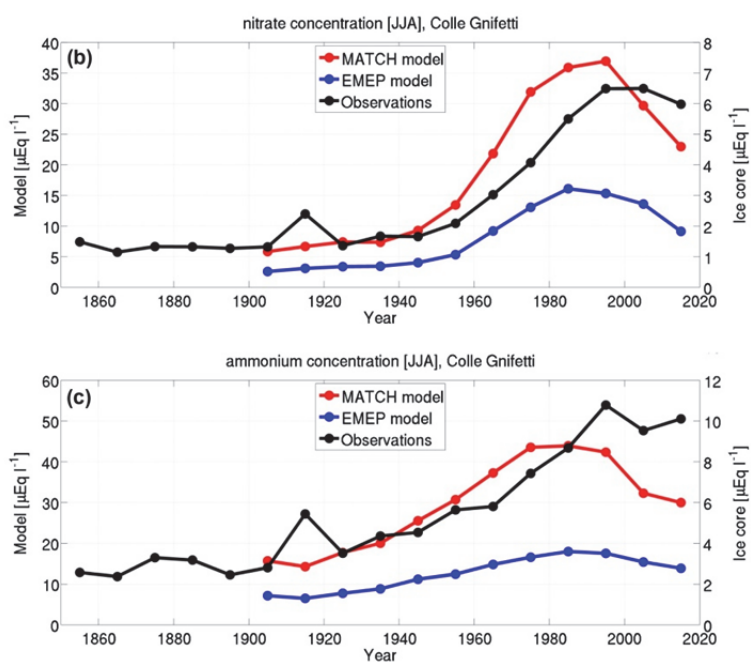 nitrate concentration [JJA], Colle Gnifetti
(b)
MATCH model
EMEP model
Observations
40
35
30
25
20
15
10
5
0
Model [µEq l⁻¹]
8
7
6
5
4
3
2
1
0
Ice core [µEq l⁻¹]
1860 1880 1900 1920 1940 1960 1980 2000 2020
Year
ammonium concentration [JJA], Colle Gnifetti
(c)
MATCH model
EMEP model
Observations
60
50
40
30
20
10
0
Model [µEq l⁻¹]
12
10
8
6
4
2
0
Ice core [µEq l⁻¹]
1860 1880 1900 1920 1940 1960 1980 2000 2020
Year